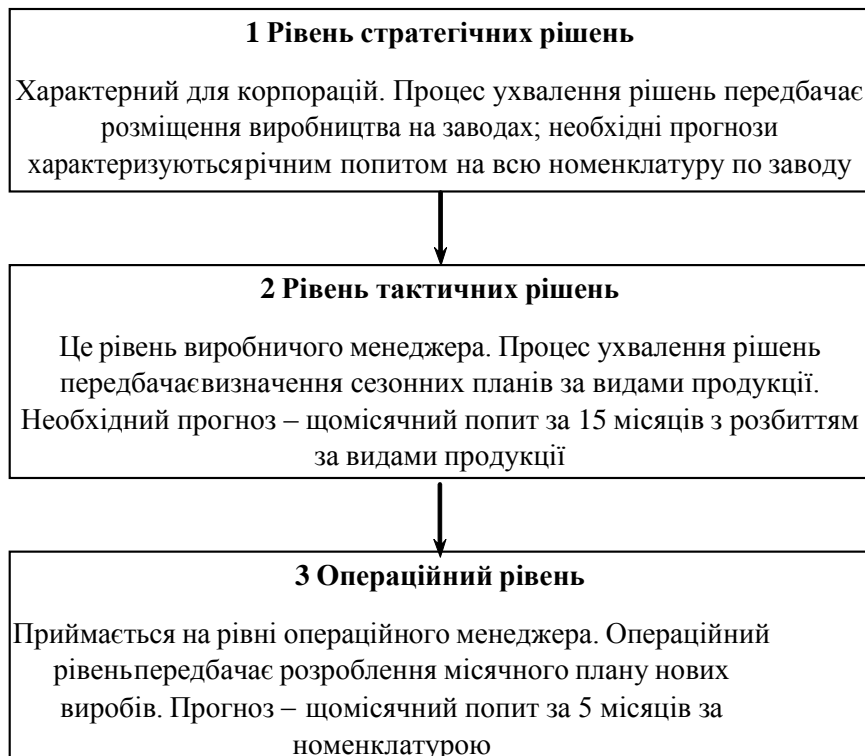 1 Рівень стратегічних рішень
Характерний для корпорацій. Процес ухвалення рішень передбачає
розміщення виробництва на заводах; необхідні прогнози
характеризуютьсярічним попитом на всю номенклатуру по заводу
2 Рівень тактичних рішень
Це рівень виробничого менеджера. Процес ухвалення рішень
передбачаєвизначення сезонних планів за видами продукції.
Необхідний прогноз – щомісячний попит за 15 місяців з розбиттям
за видами продукції
3 Операційний рівень
Приймається на рівні операційного менеджера. Операційний
рівеньпередбачає розроблення місячного плану нових
виробів. Прогноз – щомісячний попит за 5 місяців за
номенклатурою